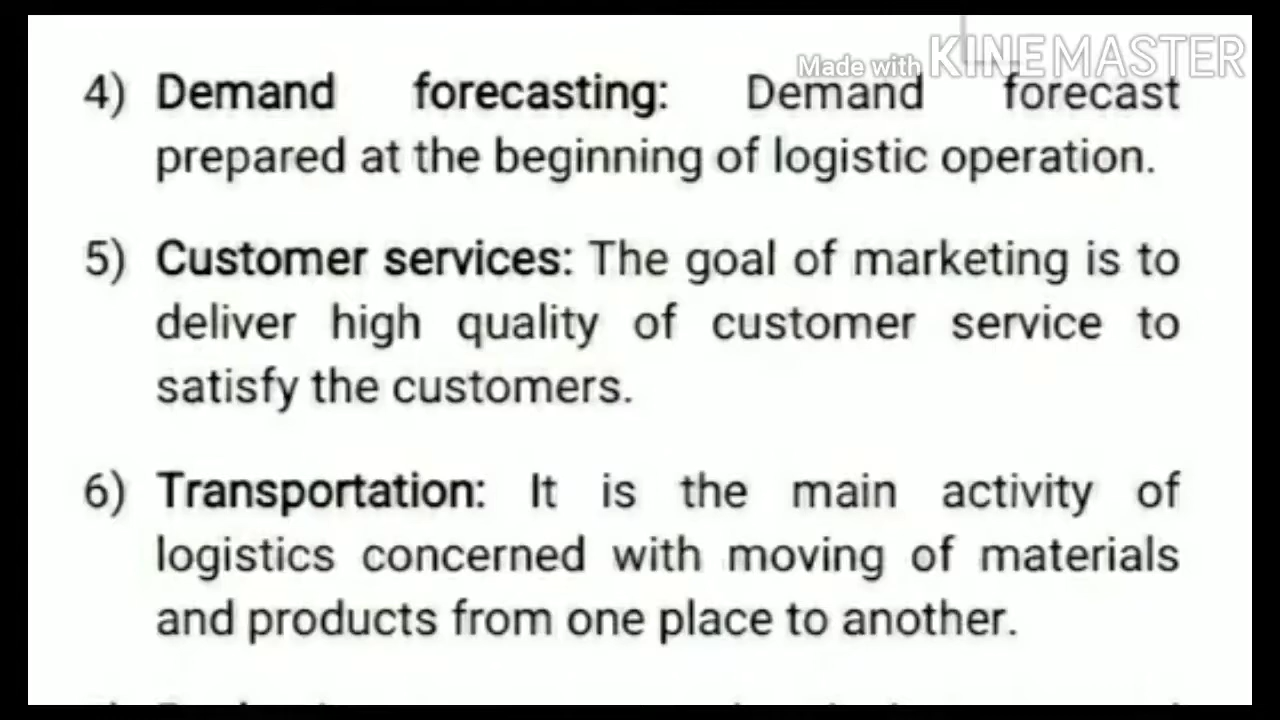 Made with KINEMASTER
4) Demand forecasting: Demand forecast
prepared at the beginning of logistic operation.
5) Customer services: The goal of marketing is to
deliver high quality of customer service to
satisfy the customers.
6) Transportation: It is the main activity of
logistics concerned with moving of materials
and products from one place to another.